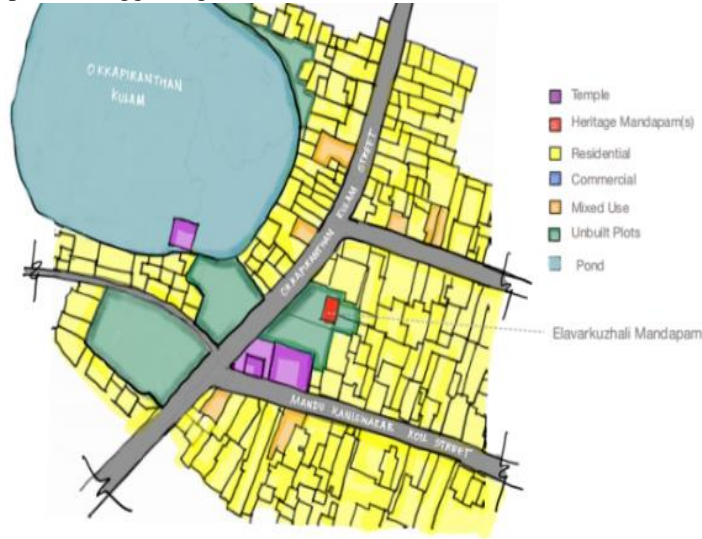 OKKAPIRANTHAN
KULAM
OKKAPIRANTHAN KULAM STREET
MANDU KANISWARAR KOIL STREET
Temple
Heritage Mandapam(s)
Residential
Commercial
Mixed Use
Unbuilt Plots
Pond
Elavarkuzhali Mandapam